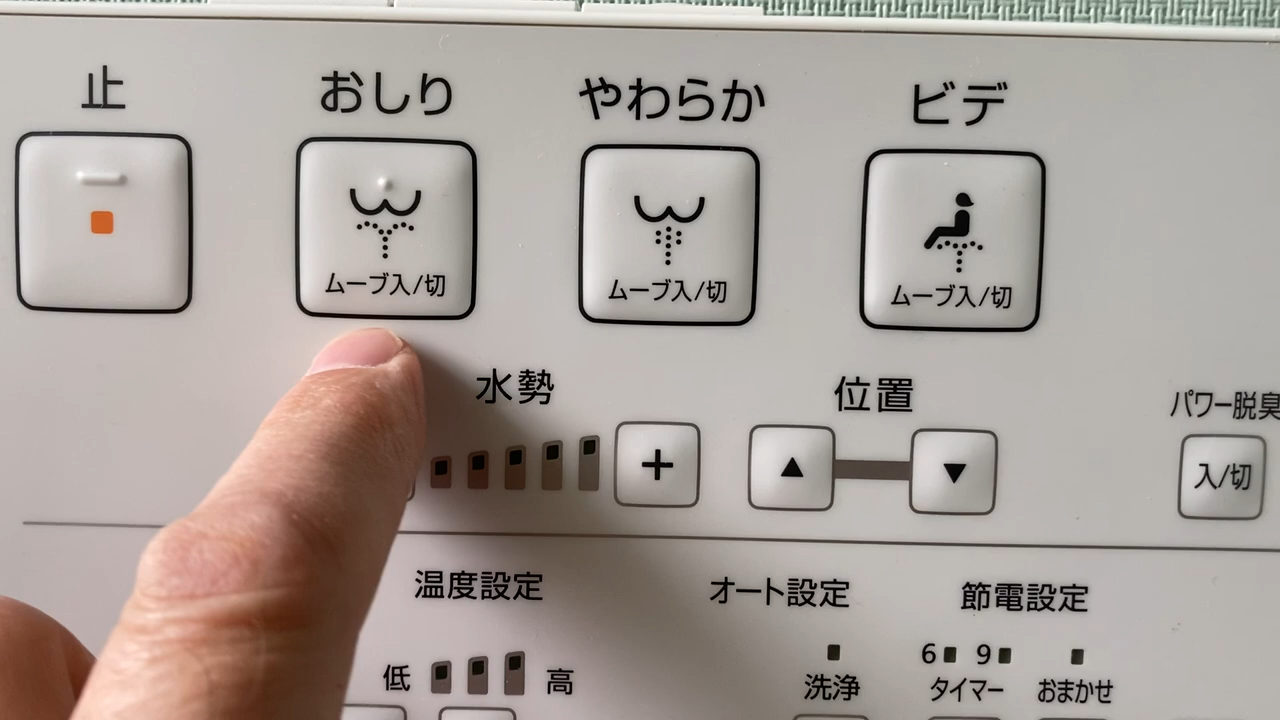 止
おしり
やわらか
ビデ
ムーブ入/切
ムーブ入/切
ムーブ入/切
水勢
+
位置
▲
▼
パワー脱臭
入/切
温度設定
オート設定
節電設定
低
高
洗浄
6
9
タイマー
おまかせ